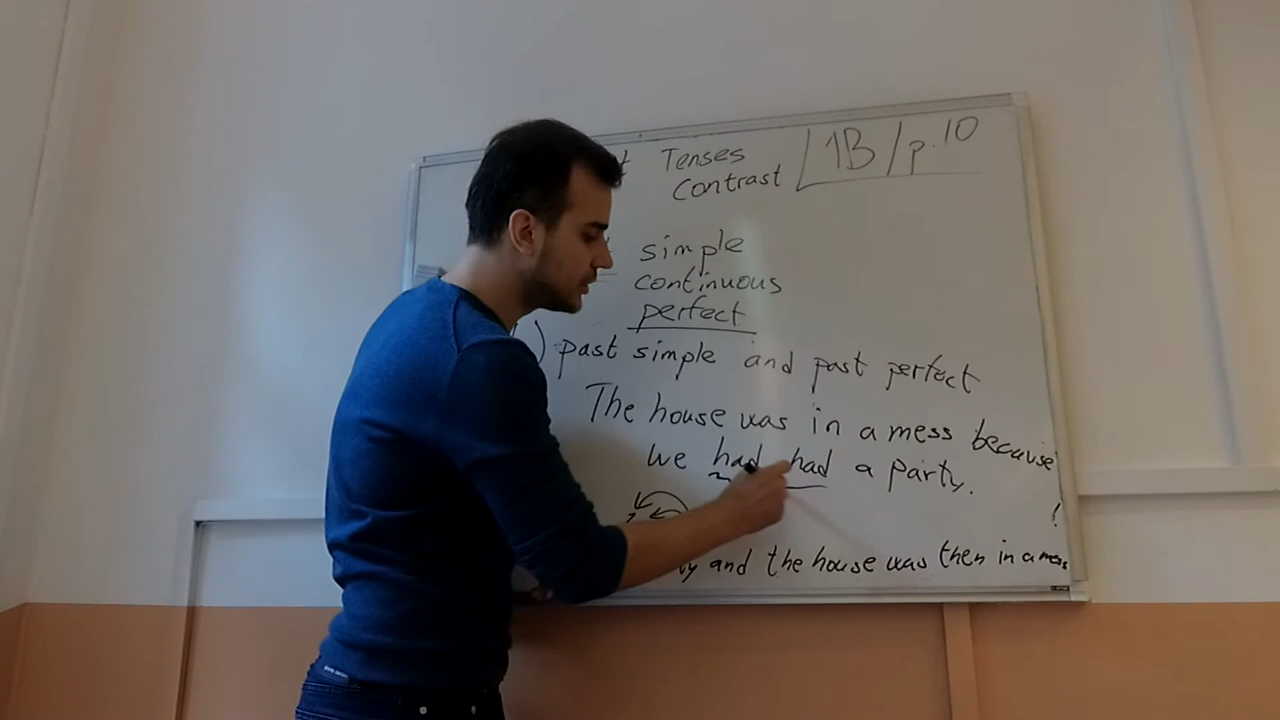 Tenses 1B/p.10
Contrast
simple
continuous
perfect
) past simple and past perfect
The house was in a mess because
we had had a party.
!
and the house was then in a mess